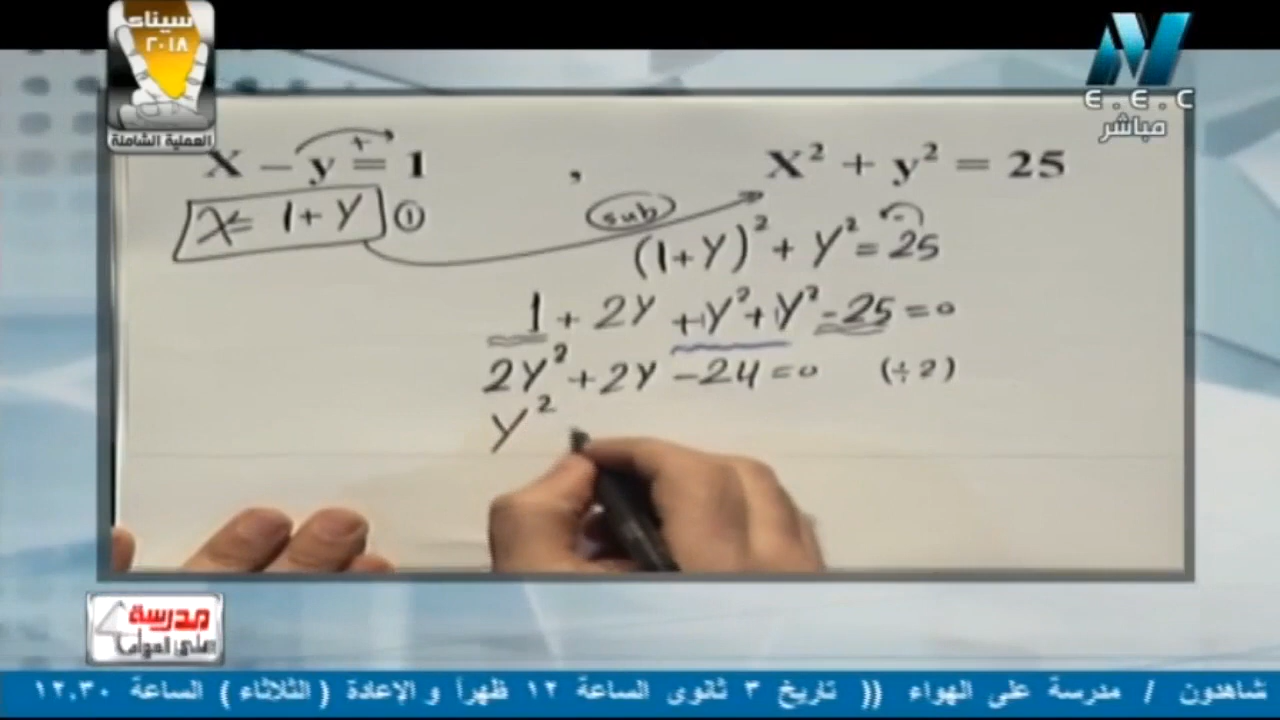 سيناء
٢٠١٨
العملية الشاملة
E.E.C
مباشر
X − y = 1 , X² + y² = 25
+
x = 1 + y ①
sub
(1+y)² + y² = 25
-
1 + 2y + y² + y² - 25 = 0
2y² + 2y - 24 = 0 (÷2)
y²
مدرسة
على الهواء
شاهدون / مدرسة على الهواء (( تاريخ ٣ ثانوى الساعة ١٢ ظهراً و الإعادة ( الثلاثاء ) الساعة ١٢.٣٠